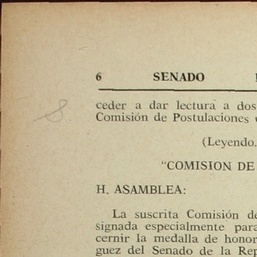 6 SENADO
ceder a dar lectura a dos
Comisión de Postulaciones
(Leyendo.
"COMISION DE
H. ASAMBLEA:
La suscrita Comisión de
signada especialmente para
cernir la medalla de honor
guez del Senado de la Rep